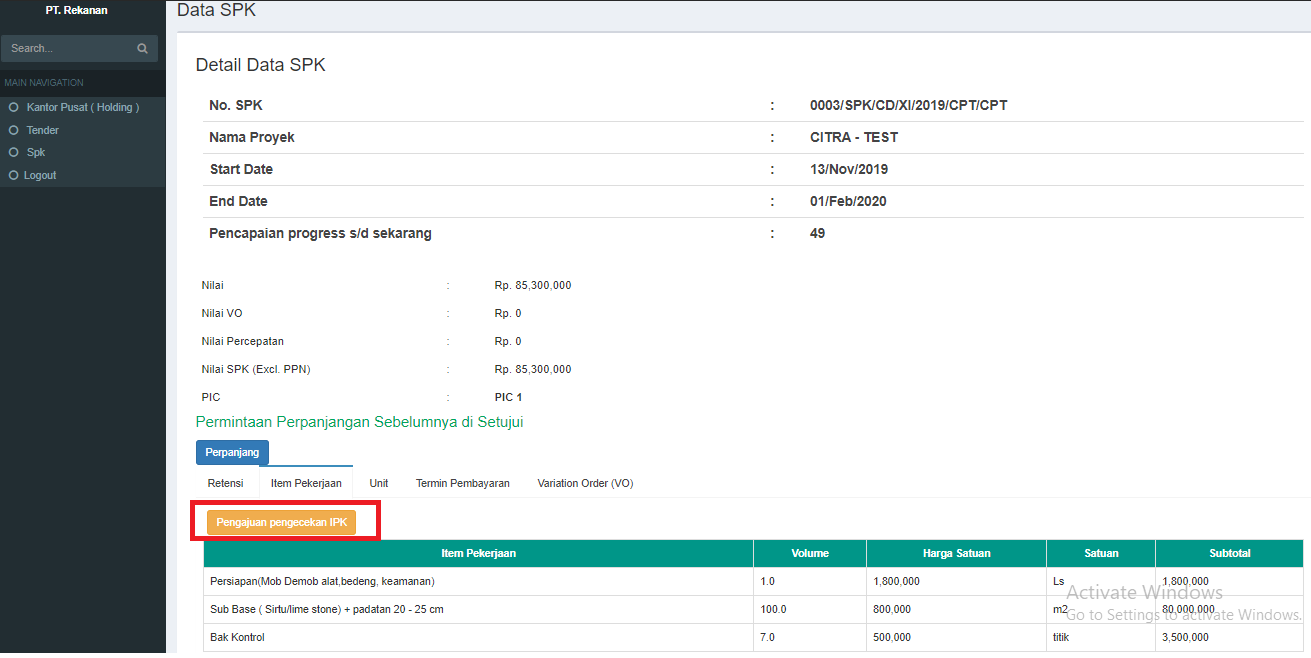 PT. Rekanan
Search...
MAIN NAVIGATION
Kantor Pusat ( Holding )
Tender
Spk
Logout
Data SPK
Detail Data SPK
No. SPK : 0003/SPK/CD/XI/2019/CPT/CPT
Nama Proyek : CITRA - TEST
Start Date : 13/Nov/2019
End Date : 01/Feb/2020
Pencapaian progress s/d sekarang : 49
Nilai : Rp. 85,300,000
Nilai VO : Rp. 0
Nilai Percepatan : Rp. 0
Nilai SPK (Excl. PPN) : Rp. 85,300,000
PIC : PIC 1
Permintaan Perpanjangan Sebelumnya di Setujui
Perpanjang
Retensi Item Pekerjaan Unit Termin Pembayaran Variation Order (VO)
Pengajuan pengecekan IPK
Item Pekerjaan Volume Harga Satuan Satuan Subtotal
Persiapan(Mob Demob alat,bedeng, keamanan) 1.0 1,800,000 Ls 1,800,000
Sub Base ( Sirtu/lime stone) + padatan 20 - 25 cm 100.0 800,000 m2 80,000,000
Bak Kontrol 7.0 500,000 titik 3,500,000
Activate Windows
Go to Settings to activate Windows.